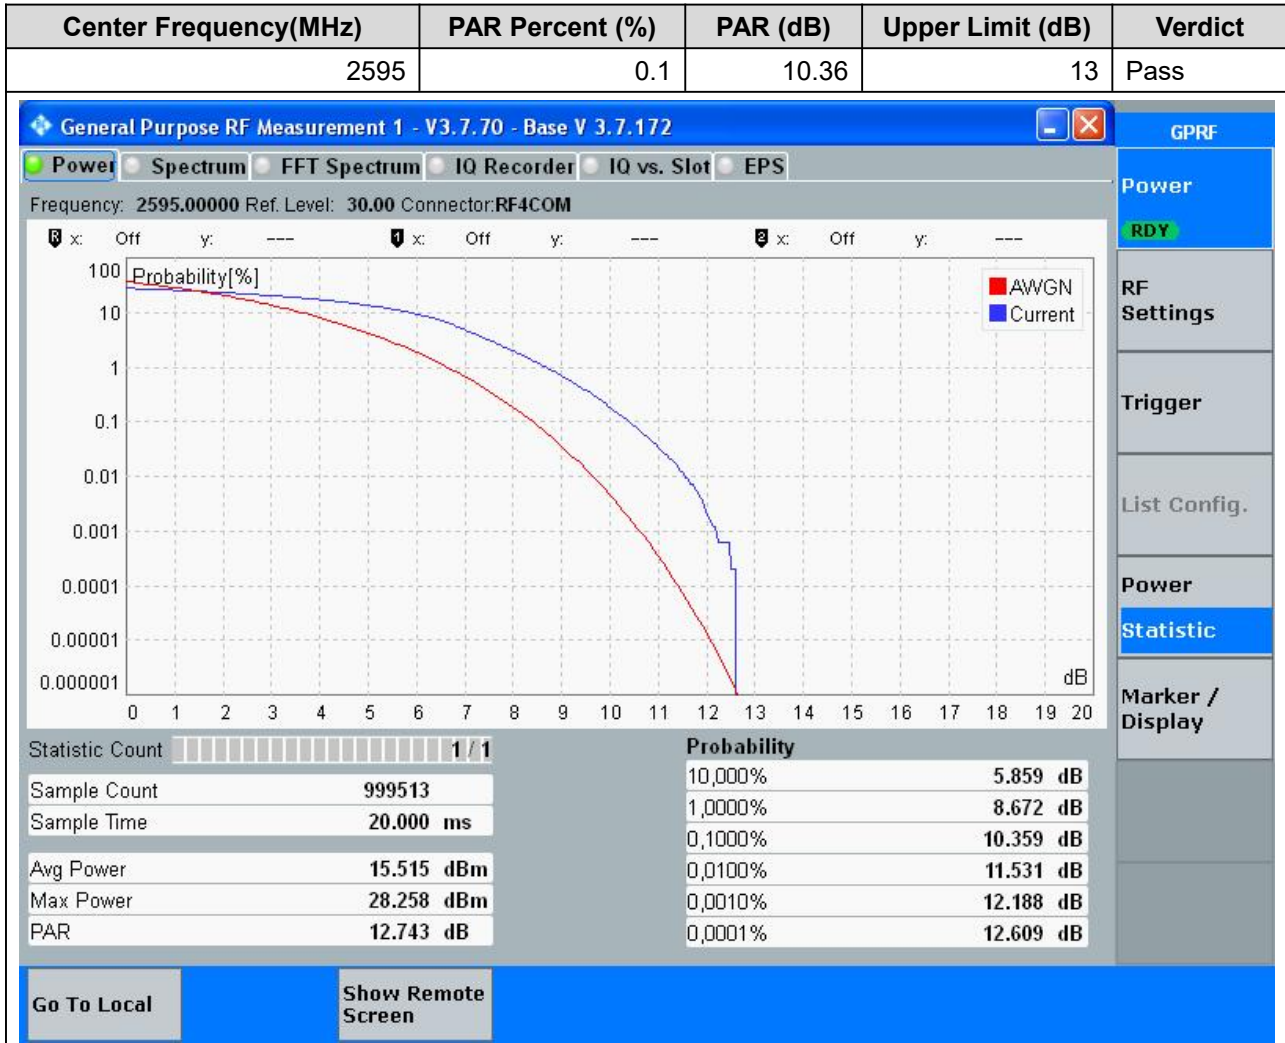 Center Frequency(MHz) PAR Percent (%) PAR (dB) Upper Limit (dB) Verdict
2595 0.1 10.36 13 Pass
General Purpose RF Measurement 1 - V3.7.70 - Base V 3.7.172
GPRF
Power Spectrum FFT Spectrum IQ Recorder IQ vs. Slot EPS
Frequency: 2595.00000 Ref. Level: 30.00 Connector:RF4COM
R x: Off y: --- 1 x: Off y: --- 2 x: Off y: ---
Probability[%]
100
10
1
0.1
0.01
0.001
0.0001
0.00001
0.000001
AWGN
Current
dB
0 1 2 3 4 5 6 7 8 9 10 11 12 13 14 15 16 17 18 19 20
Statistic Count 1 / 1
Sample Count 999513
Sample Time 20.000 ms
Avg Power 15.515 dBm
Max Power 28.258 dBm
PAR 12.743 dB
Probability
10,000% 5.859 dB
1,0000% 8.672 dB
0,1000% 10.359 dB
0,0100% 11.531 dB
0,0010% 12.188 dB
0,0001% 12.609 dB
Power
RDY
RF
Settings
Trigger
List Config.
Power
Statistic
Marker /
Display
Go To Local
Show Remote
Screen